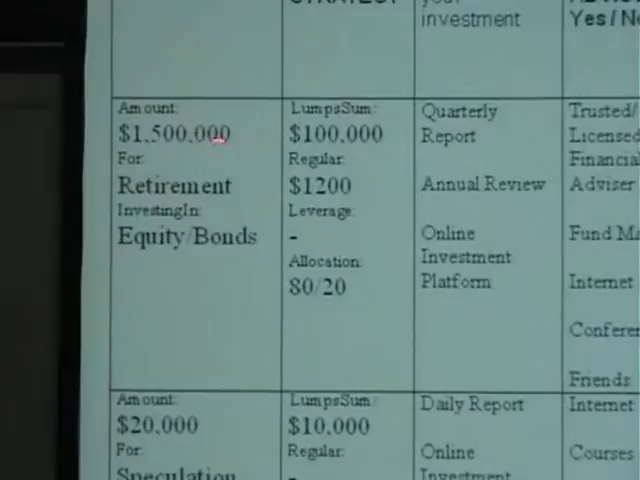 your
investment
Yes / No
Amount:
$1,500,000
For:
Retirement
InvestingIn:
Equity/Bonds
LumpsSum:
$100,000
Regular:
$1200
Leverage:
-
Allocation:
80/20
Quarterly
Report
Annual Review
Online
Investment
Platform
Trusted/
Licensed
Financial
Adviser
Fund Ma
Internet
Conferen
Friends
Amount:
$20,000
For:
Speculation
LumpsSum:
$10,000
Regular:
-
Daily Report
Online
Investment
Internet
Courses